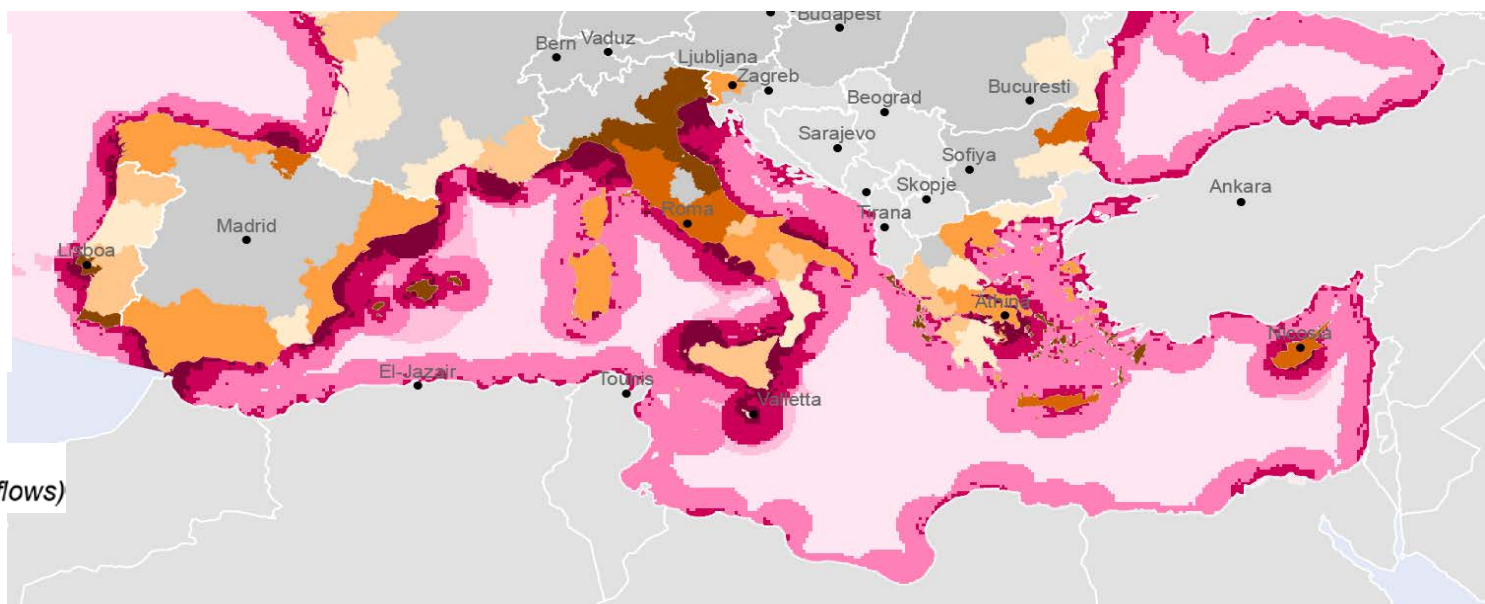 Budapest
Bern
Vaduz
Ljubljana
Zagreb
Bucuresti
Beograd
Sarajevo
Sofiya
Skopje
Ankara
Roma
Tirana
Madrid
Lisboa
Athina
Nicosia
El-Jazair
Tounis
Valletta
flows)